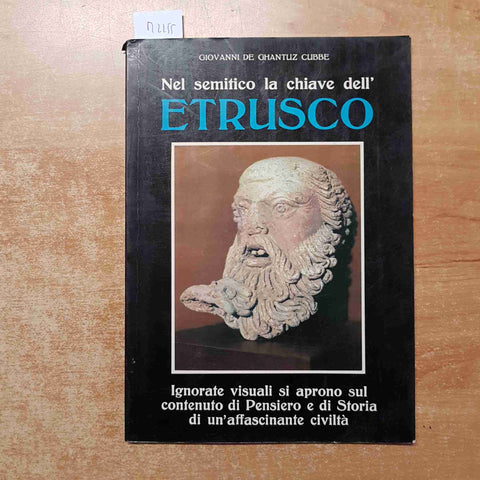 M2255
GIOVANNI DE GHANTUZ CUBBE
Nel semitico la chiave dell'
ETRUSCO
Ignorate visuali si aprono sul
contenuto di Pensiero e di Storia
di un'affascinante civiltà